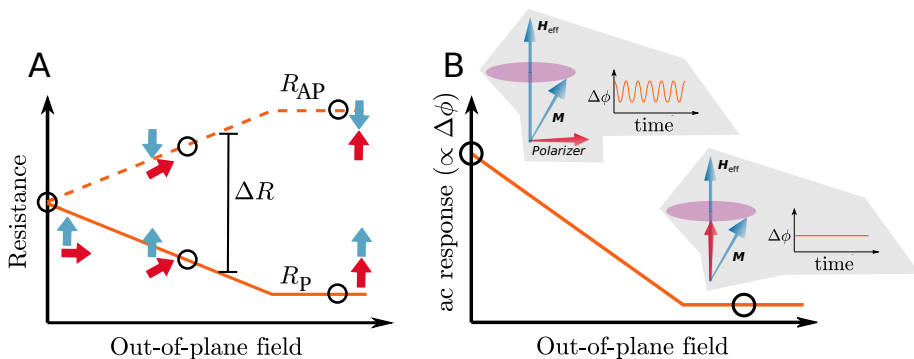 A
R_AP
ΔR
R_P
Resistance
Out-of-plane field
B
H_eff
M
Polarizer
Δϕ
time
H_eff
M
Δϕ
time
ac response (∝ Δϕ)
Out-of-plane field